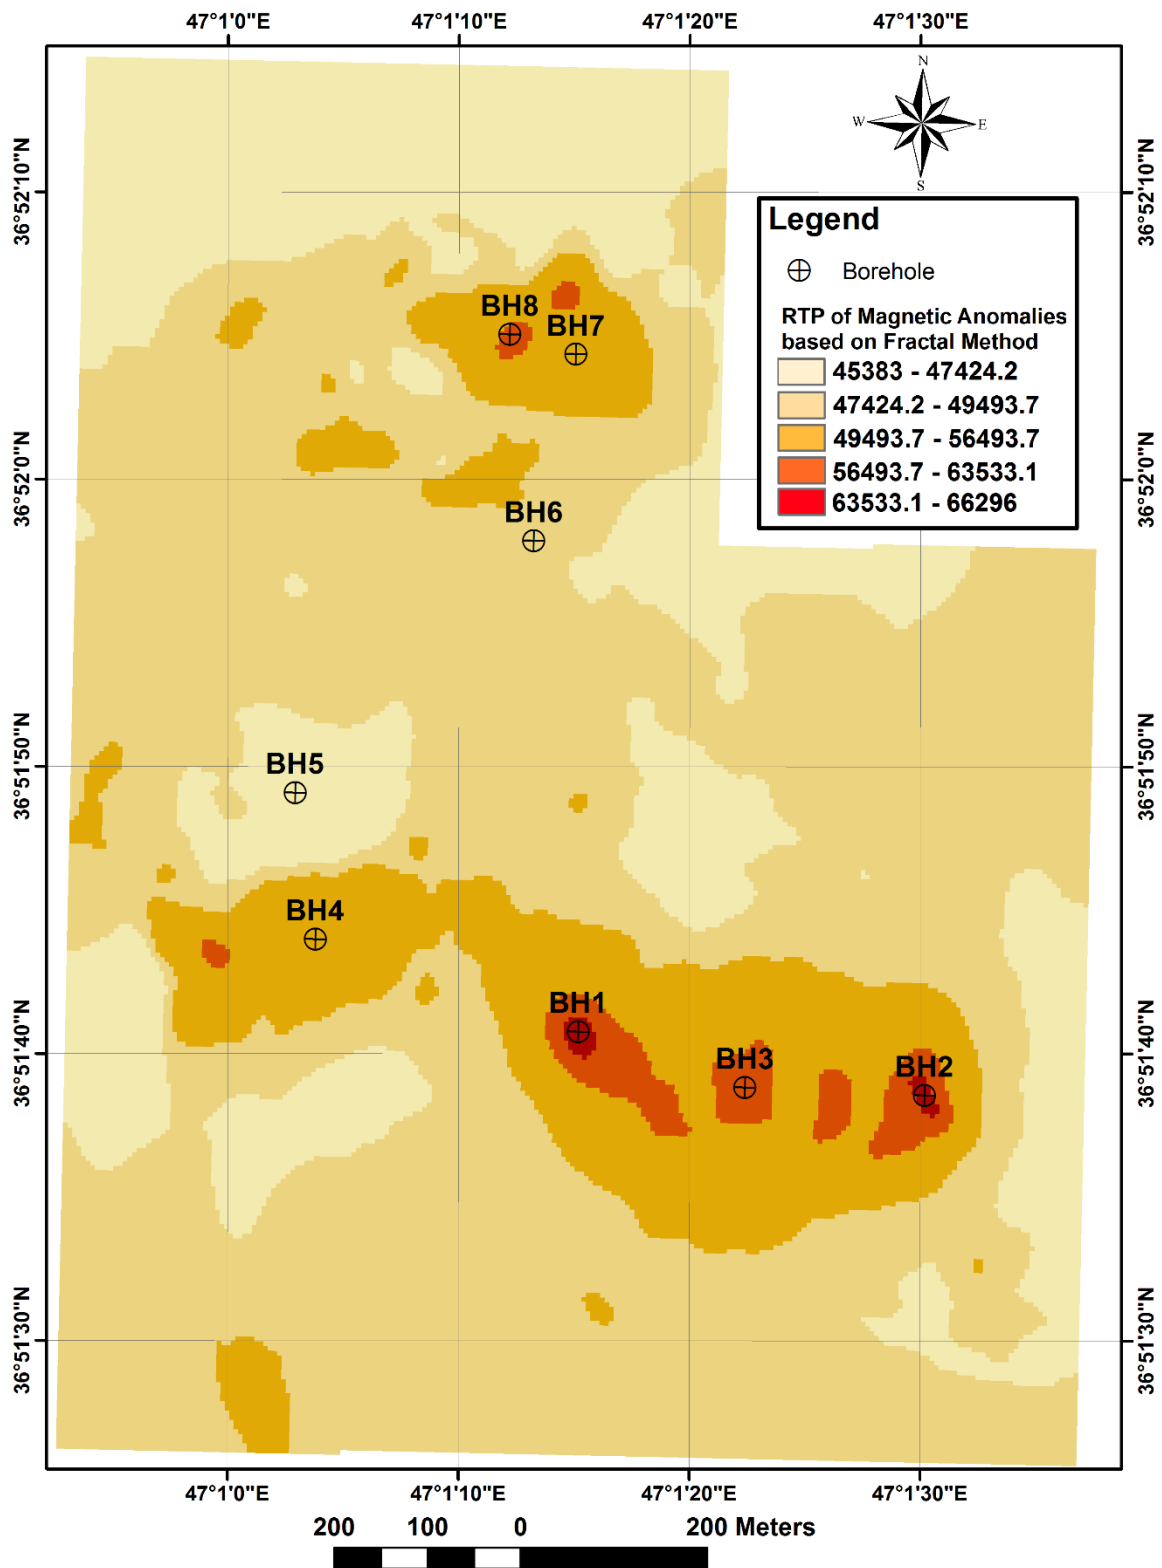 47°1'0"E 47°1'10"E 47°1'20"E 47°1'30"E
N
W E
S
36°52'10"N 36°52'10"N
Legend
Borehole
RTP of Magnetic Anomalies
based on Fractal Method
45383 - 47424.2
47424.2 - 49493.7
49493.7 - 56493.7
56493.7 - 63533.1
63533.1 - 66296
BH8
BH7
36°52'0"N 36°52'0"N
BH6
BH5
36°51'50"N 36°51'50"N
BH4
BH1
BH3
BH2
36°51'40"N 36°51'40"N
36°51'30"N 36°51'30"N
47°1'0"E 47°1'10"E 47°1'20"E 47°1'30"E
200 100 0 200 Meters